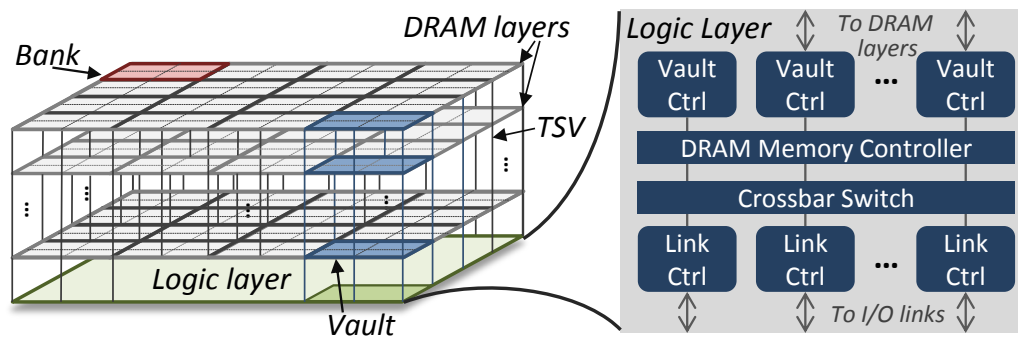 Bank
DRAM layers
TSV
...
...
...
...
...
Logic layer
Vault
Logic Layer
To DRAM
layers
Vault
Ctrl
Vault
Ctrl
...
Vault
Ctrl
DRAM Memory Controller
Crossbar Switch
Link
Ctrl
Link
Ctrl
...
Link
Ctrl
To I/O links